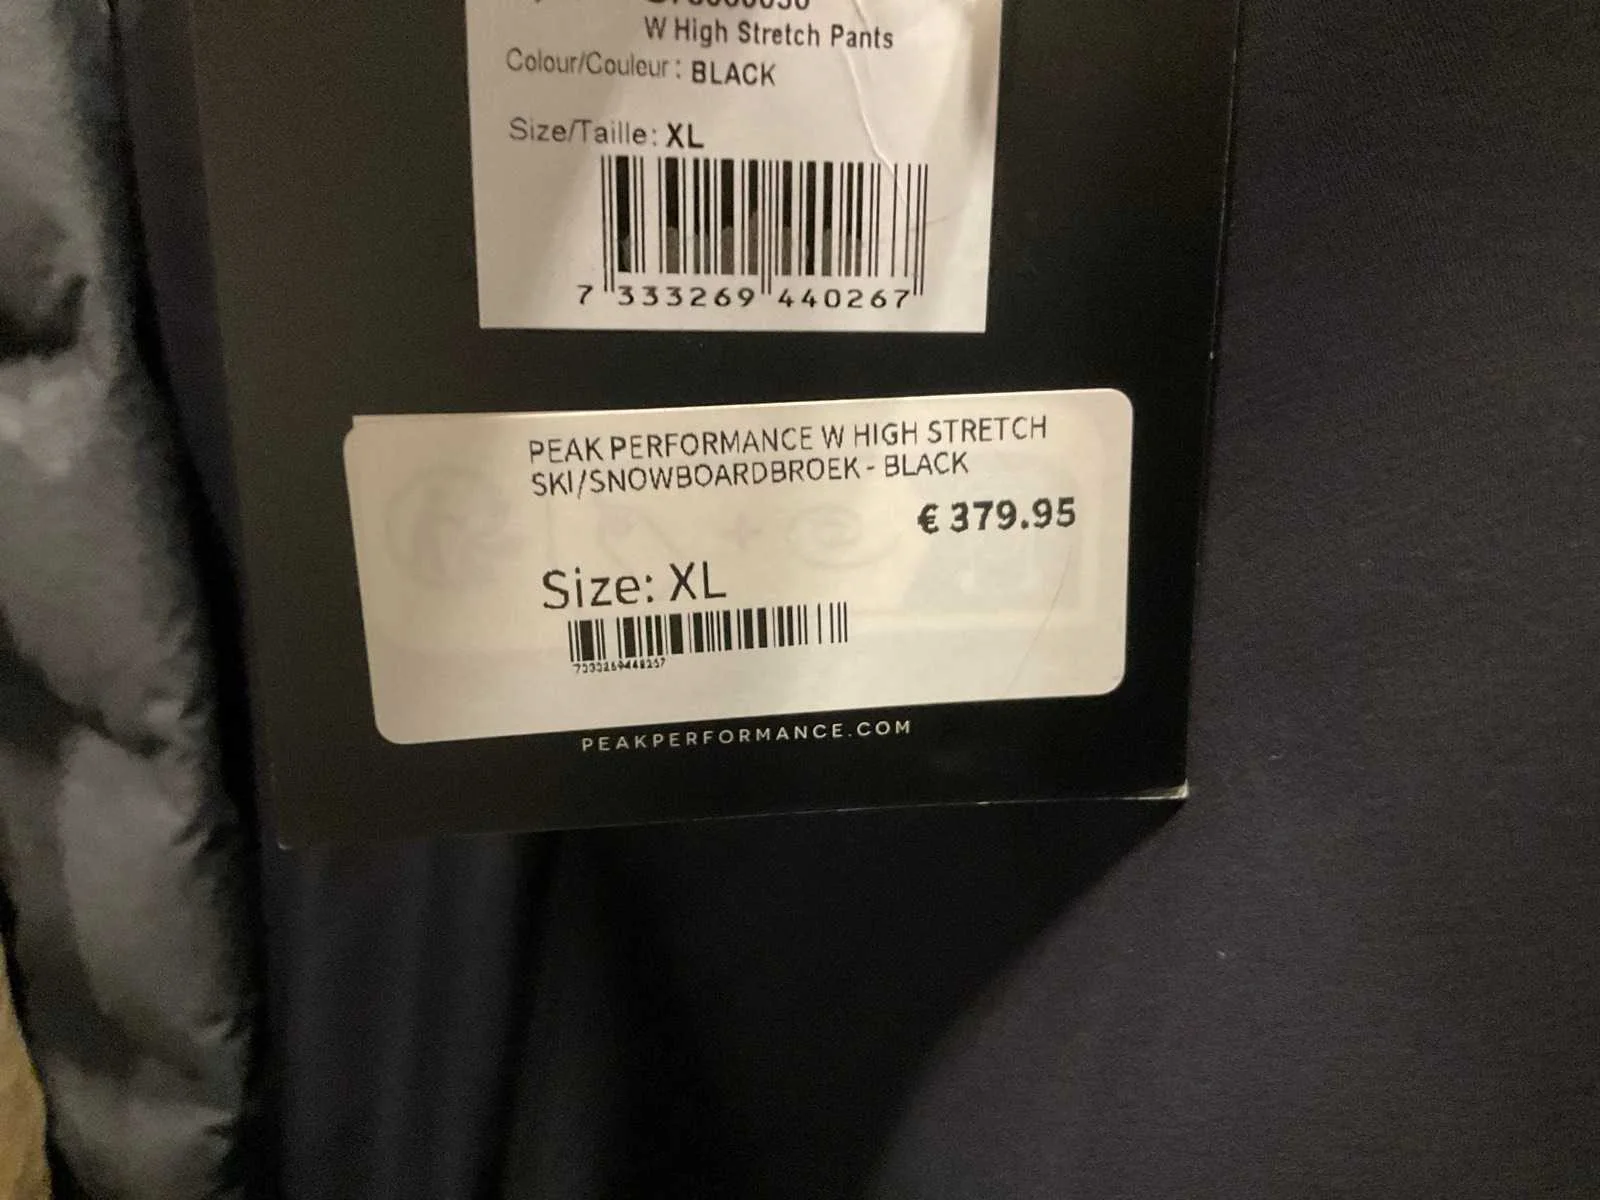 W High Stretch Pants
Colour/Couleur : BLACK
Size/Taille: XL
7 333269 440267
PEAK PERFORMANCE W HIGH STRETCH
SKI/SNOWBOARDBROEK - BLACK
€ 379.95
Size: XL
PEAKPERFORMANCE.COM